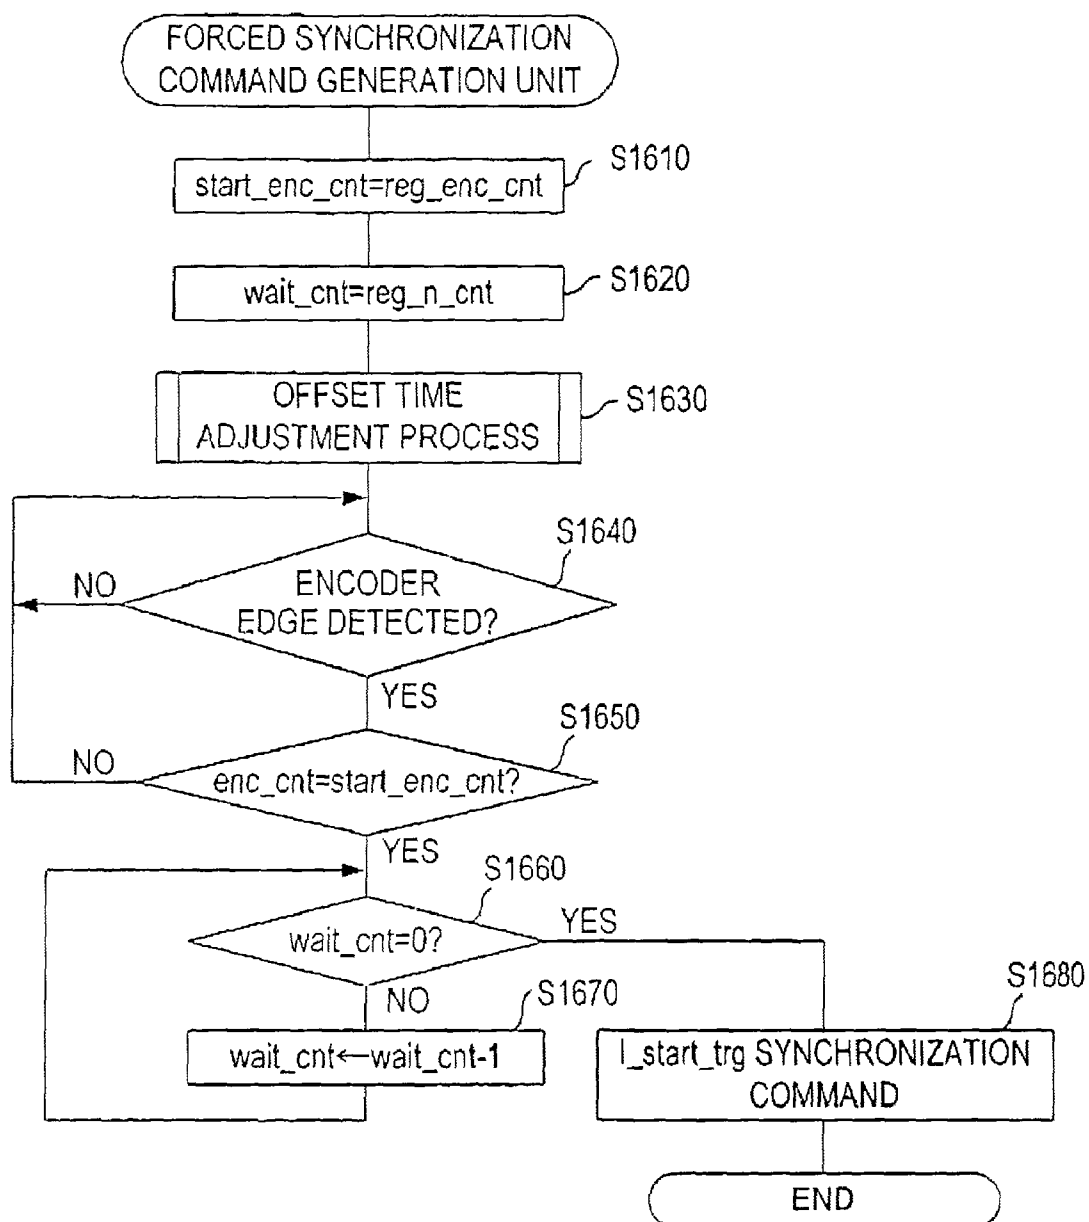 FORCED SYNCHRONIZATION
COMMAND GENERATION UNIT
S1610
start_enc_cnt=reg_enc_cnt
S1620
wait_cnt=reg_n_cnt
OFFSET TIME
ADJUSTMENT PROCESS
S1630
S1640
NO
ENCODER
EDGE DETECTED?
YES
S1650
NO
enc_cnt=start_enc_cnt?
YES
S1660
wait_cnt=0?
YES
NO
S1670
wait_cnt←wait_cnt-1
S1680
l_start_trg SYNCHRONIZATION
COMMAND
END